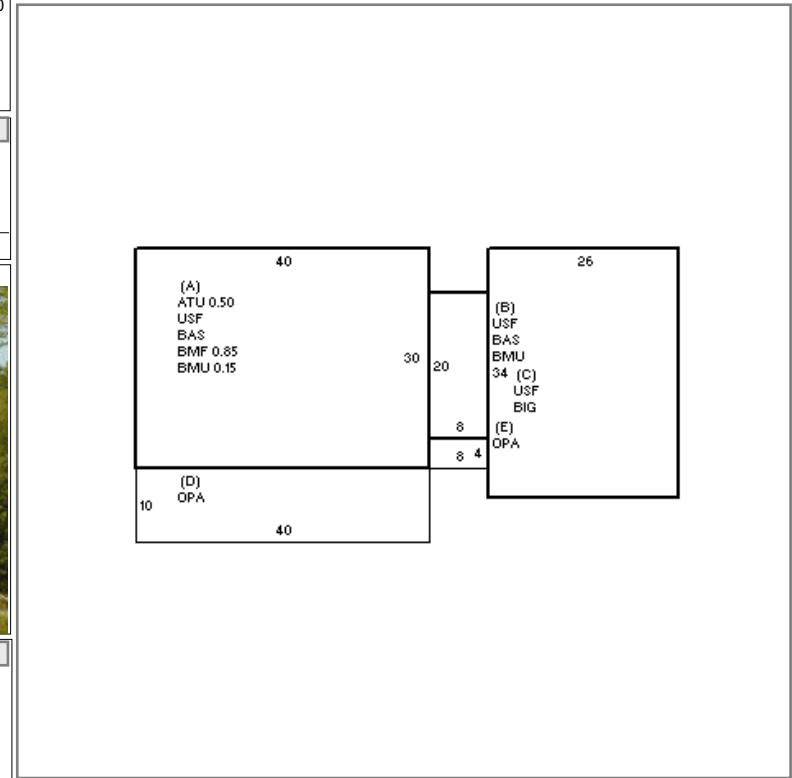 40
(A)
ATU 0.50
USF
BAS
BMF 0.85
BMU 0.15
30
20
26
(B)
USF
BAS
BMU
34
(C)
USF
BIG
8
(E)
OPA
8
4
(D)
OPA
10
40